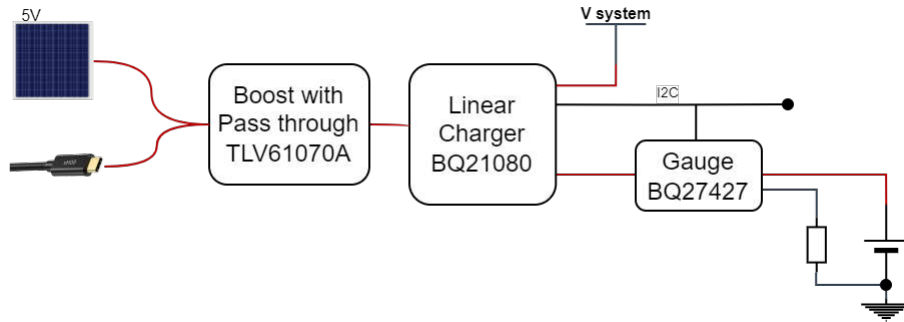 5V
V system
Boost with
Pass through
TLV61070A
Linear
Charger
BQ21080
I2C
Gauge
BQ27427